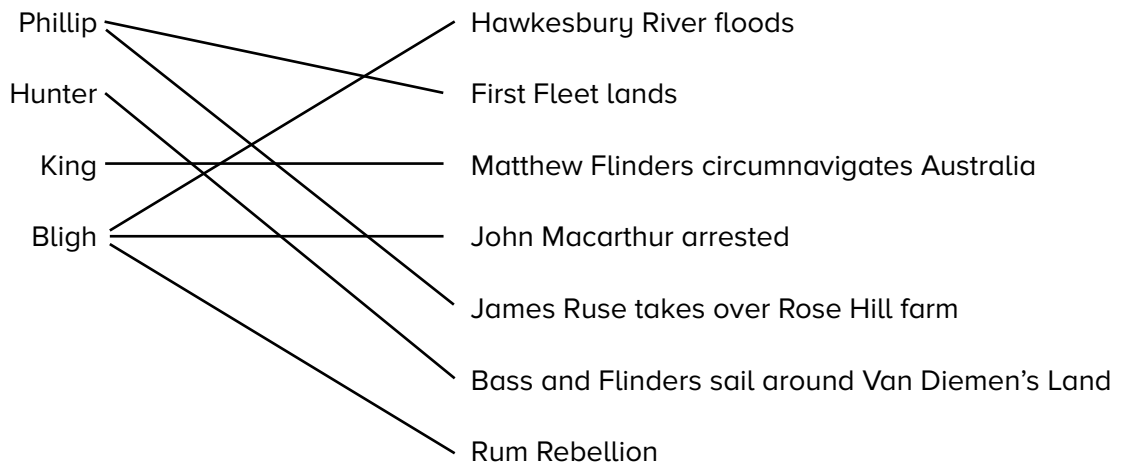 Phillip
Hunter
King
Bligh
Hawkesbury River floods
First Fleet lands
Matthew Flinders circumnavigates Australia
John Macarthur arrested
James Ruse takes over Rose Hill farm
Bass and Flinders sail around Van Diemen’s Land
Rum Rebellion